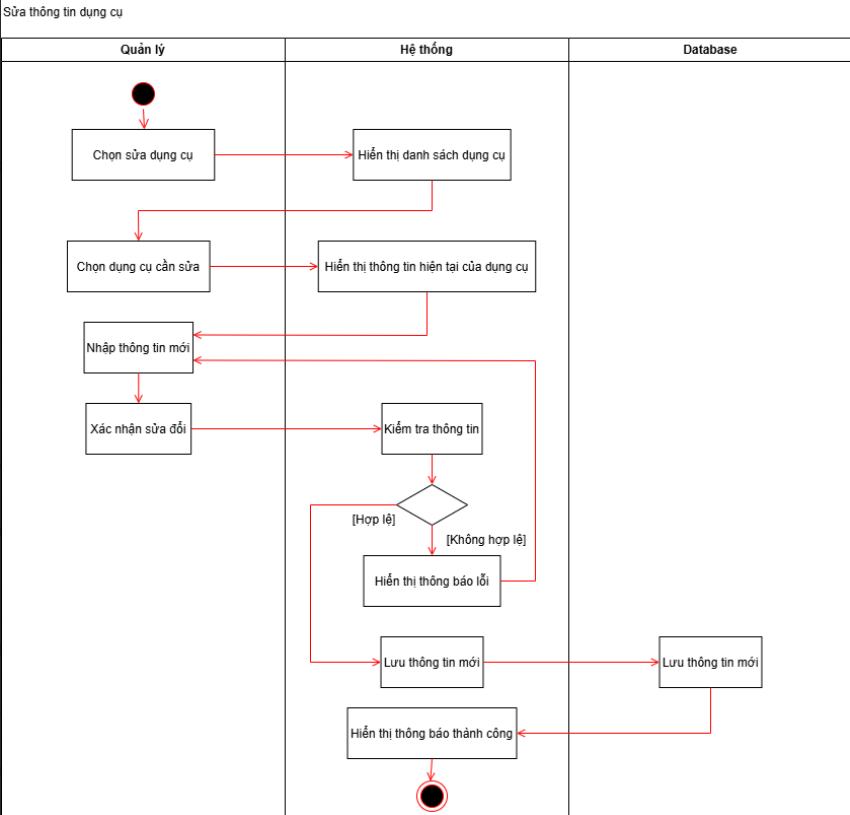 Sửa thông tin dụng cụ
Quản lý
Hệ thống
Database
Chọn sửa dụng cụ
Hiển thị danh sách dụng cụ
Chọn dụng cụ cần sửa
Hiển thị thông tin hiện tại của dụng cụ
Nhập thông tin mới
Xác nhận sửa đổi
Kiểm tra thông tin
[Hợp lệ]
[Không hợp lệ]
Hiển thị thông báo lỗi
Lưu thông tin mới
Lưu thông tin mới
Hiển thị thông báo thành công